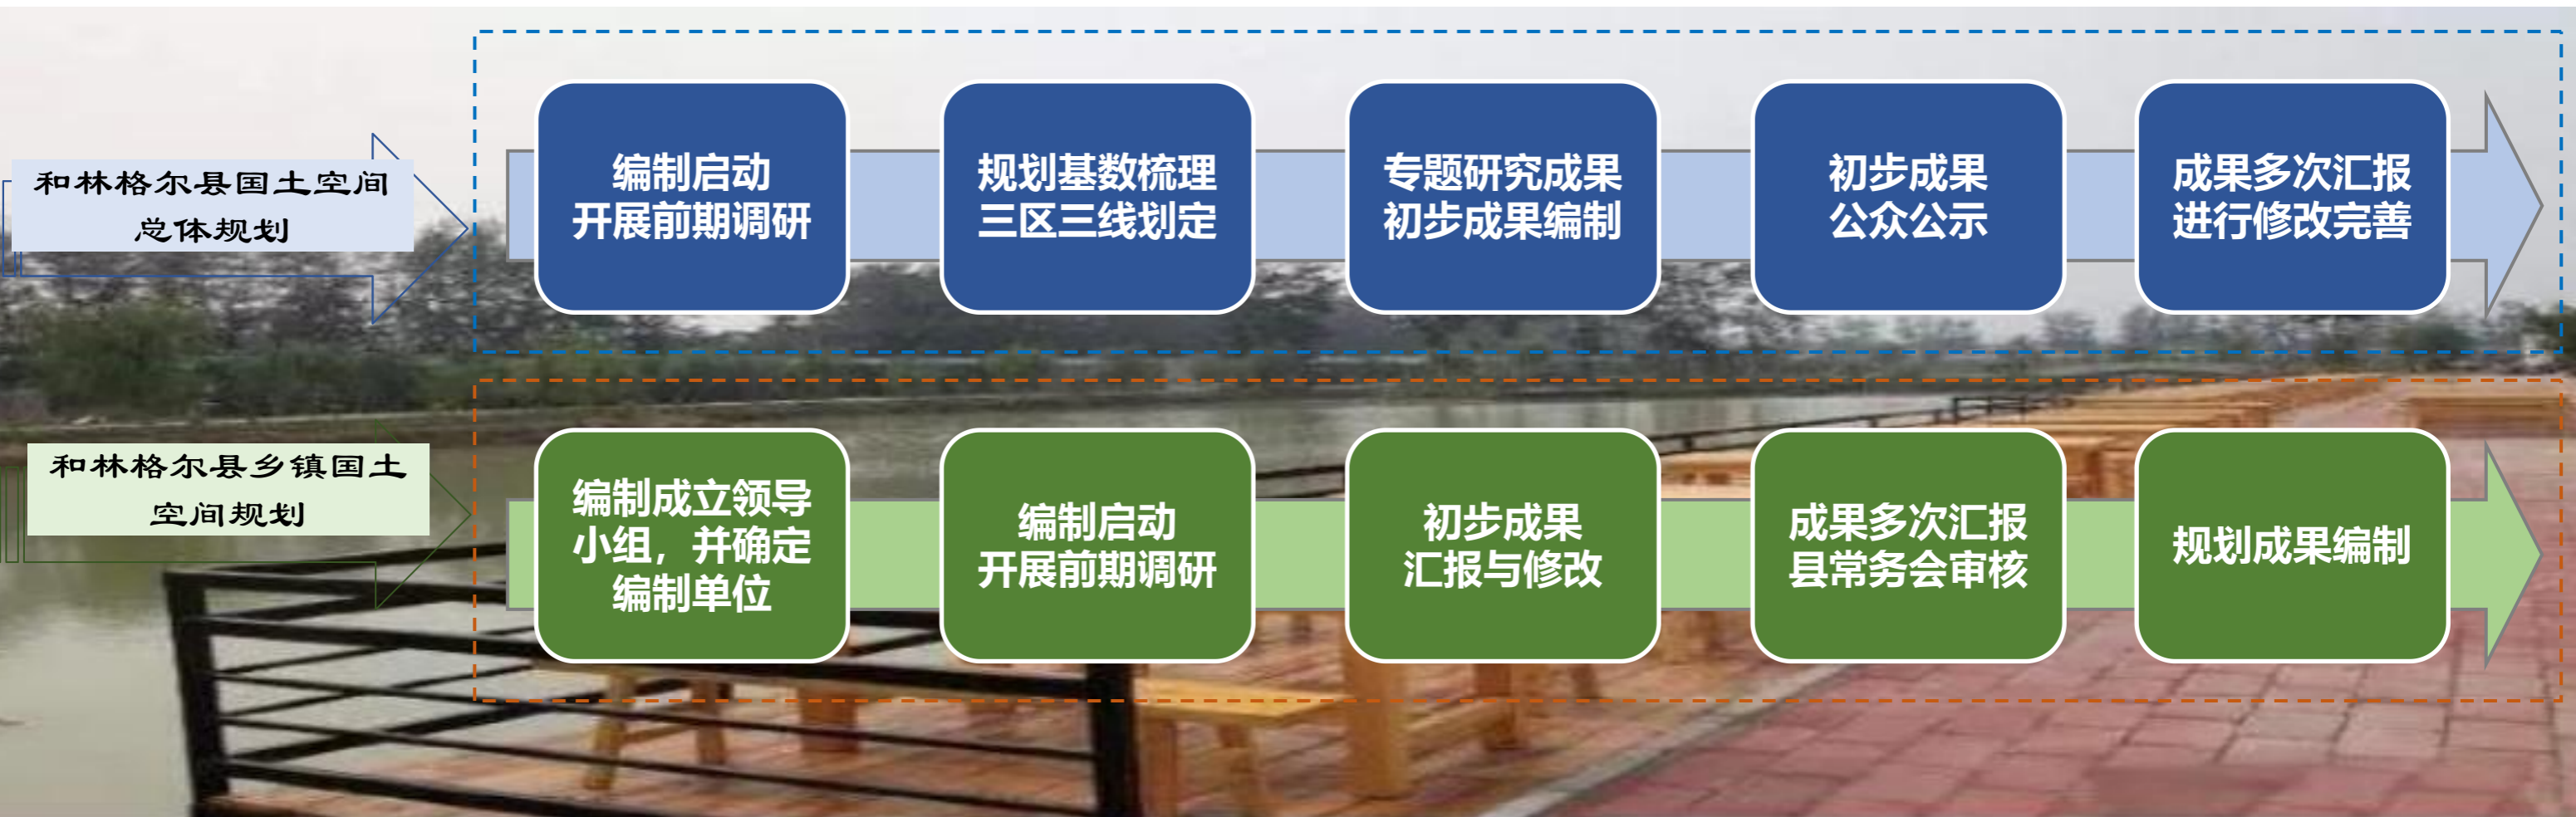 和林格尔县国土空间
总体规划
编制启动
开展前期调研
规划基数梳理
三区三线划定
专题研究成果
初步成果编制
初步成果
公众公示
成果多次汇报
进行修改完善
和林格尔县乡镇国土
空间规划
编制成立领导
小组，并确定
编制单位
编制启动
开展前期调研
初步成果
汇报与修改
成果多次汇报
县常务会审核
规划成果编制